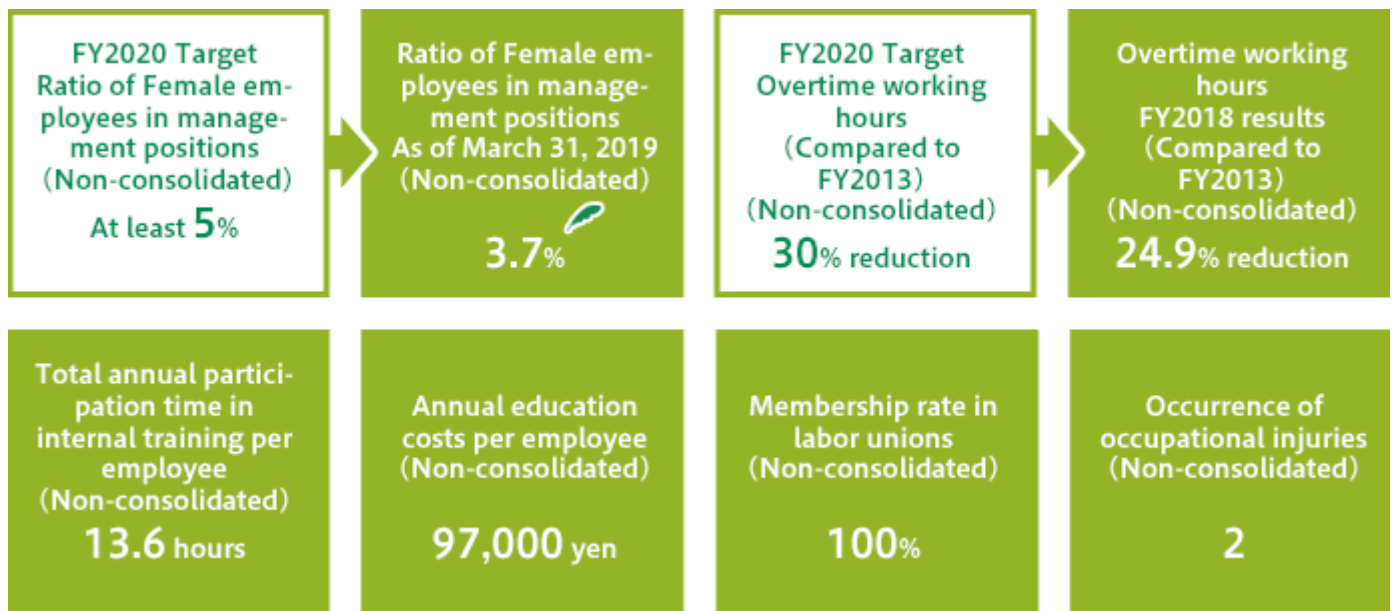 FY2020 Target
Ratio of Female em-
ployees in manage-
ment positions
（Non-consolidated）
At least 5%
Ratio of Female em-
ployees in manage-
ment positions
As of March 31, 2019
（Non-consolidated）
3.7%
FY2020 Target
Overtime working
hours
（Compared to
FY2013）
（Non-consolidated）
30% reduction
Overtime working
hours
FY2018 results
（Compared to
FY2013）
（Non-consolidated）
24.9% reduction
Total annual partici-
pation time in
internal training per
employee
（Non-consolidated）
13.6 hours
Annual education
costs per employee
（Non-consolidated）
97,000 yen
Membership rate in
labor unions
（Non-consolidated）
100%
Occurrence of
occupational injuries
（Non-consolidated）
2